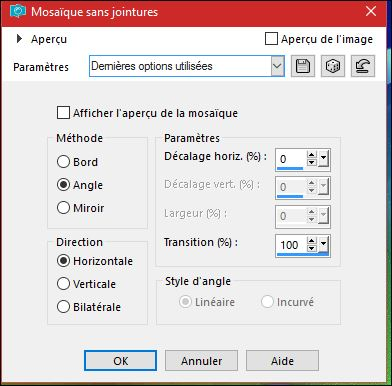 Mosaïque sans jointures
Aperçu
Aperçu de l'image
Paramètres
Dernières options utilisées
Afficher l'aperçu de la mosaïque
Méthode
Bord
Angle
Miroir
Paramètres
Décalage horiz. (%) : 0
Décalage vert. (%) : 0
Largeur (%) : 0
Transition (%) : 100
Direction
Horizontale
Verticale
Bilatérale
Style d'angle
Linéaire
Incurvé
OK
Annuler
Aide